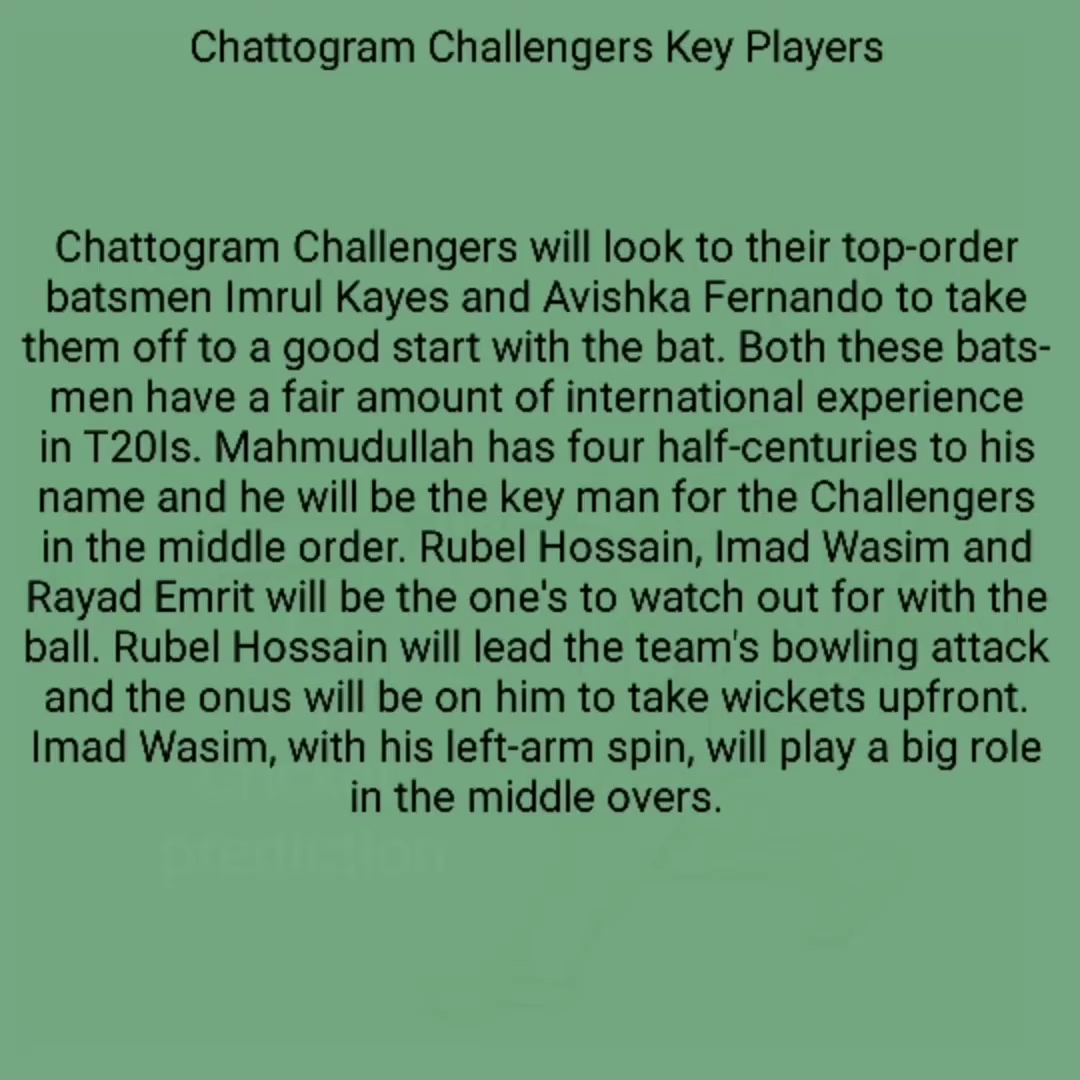 Chattogram Challengers Key Players
Chattogram Challengers will look to their top-order
batsmen Imrul Kayes and Avishka Fernando to take
them off to a good start with the bat. Both these bats-
men have a fair amount of international experience
in T20Is. Mahmudullah has four half-centuries to his
name and he will be the key man for the Challengers
in the middle order. Rubel Hossain, Imad Wasim and
Rayad Emrit will be the one's to watch out for with the
ball. Rubel Hossain will lead the team's bowling attack
and the onus will be on him to take wickets upfront.
Imad Wasim, with his left-arm spin, will play a big role
in the middle overs.
prediction